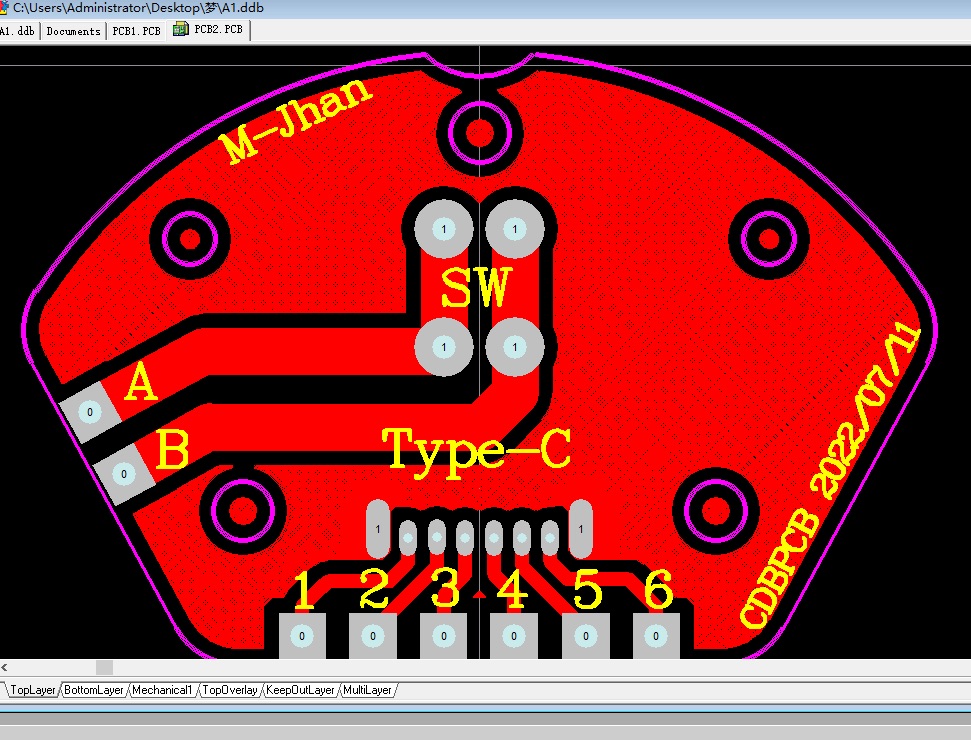 C:\Users\Administrator\Desktop\梦\A1.ddb
A1.ddb Documents PCB1.PCB PCB2.PCB
M-Jhan
1 1
SW
1 1
A
0
B
0
Type-C
CDBPCB 2022/07/11
1 1
1 2 3 4 5 6
0 0 0 0 0 0
TopLayer BottomLayer Mechanical1 TopOverlay KeepOutLayer MultiLayer